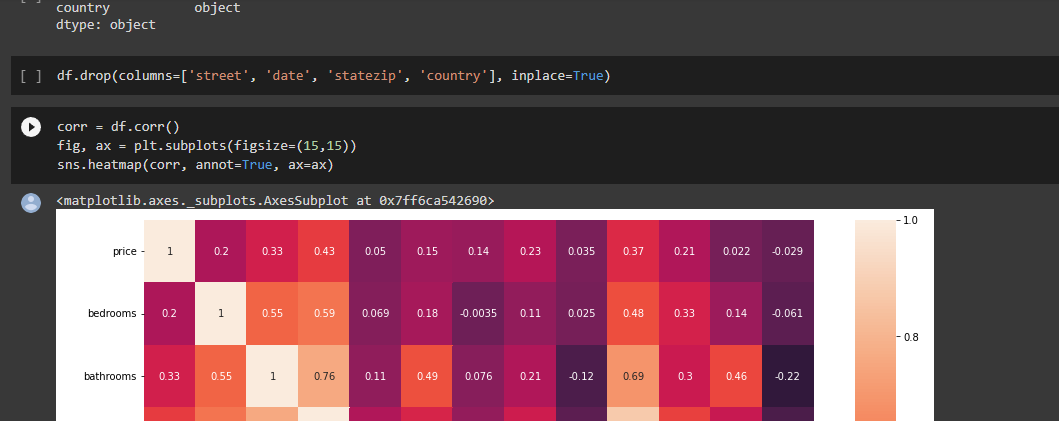 country object
dtype: object
[ ] df.drop(columns=['street', 'date', 'statezip', 'country'], inplace=True)
corr = df.corr()
fig, ax = plt.subplots(figsize=(15,15))
sns.heatmap(corr, annot=True, ax=ax)
<matplotlib.axes._subplots.AxesSubplot at 0x7ff6ca542690>
price 1 0.2 0.33 0.43 0.05 0.15 0.14 0.23 0.035 0.37 0.21 0.022 -0.029
1.0
bedrooms 0.2 1 0.55 0.59 0.069 0.18 -0.0035 0.11 0.025 0.48 0.33 0.14 -0.061
0.8
bathrooms 0.33 0.55 1 0.76 0.11 0.49 0.076 0.21 -0.12 0.69 0.3 0.46 -0.22